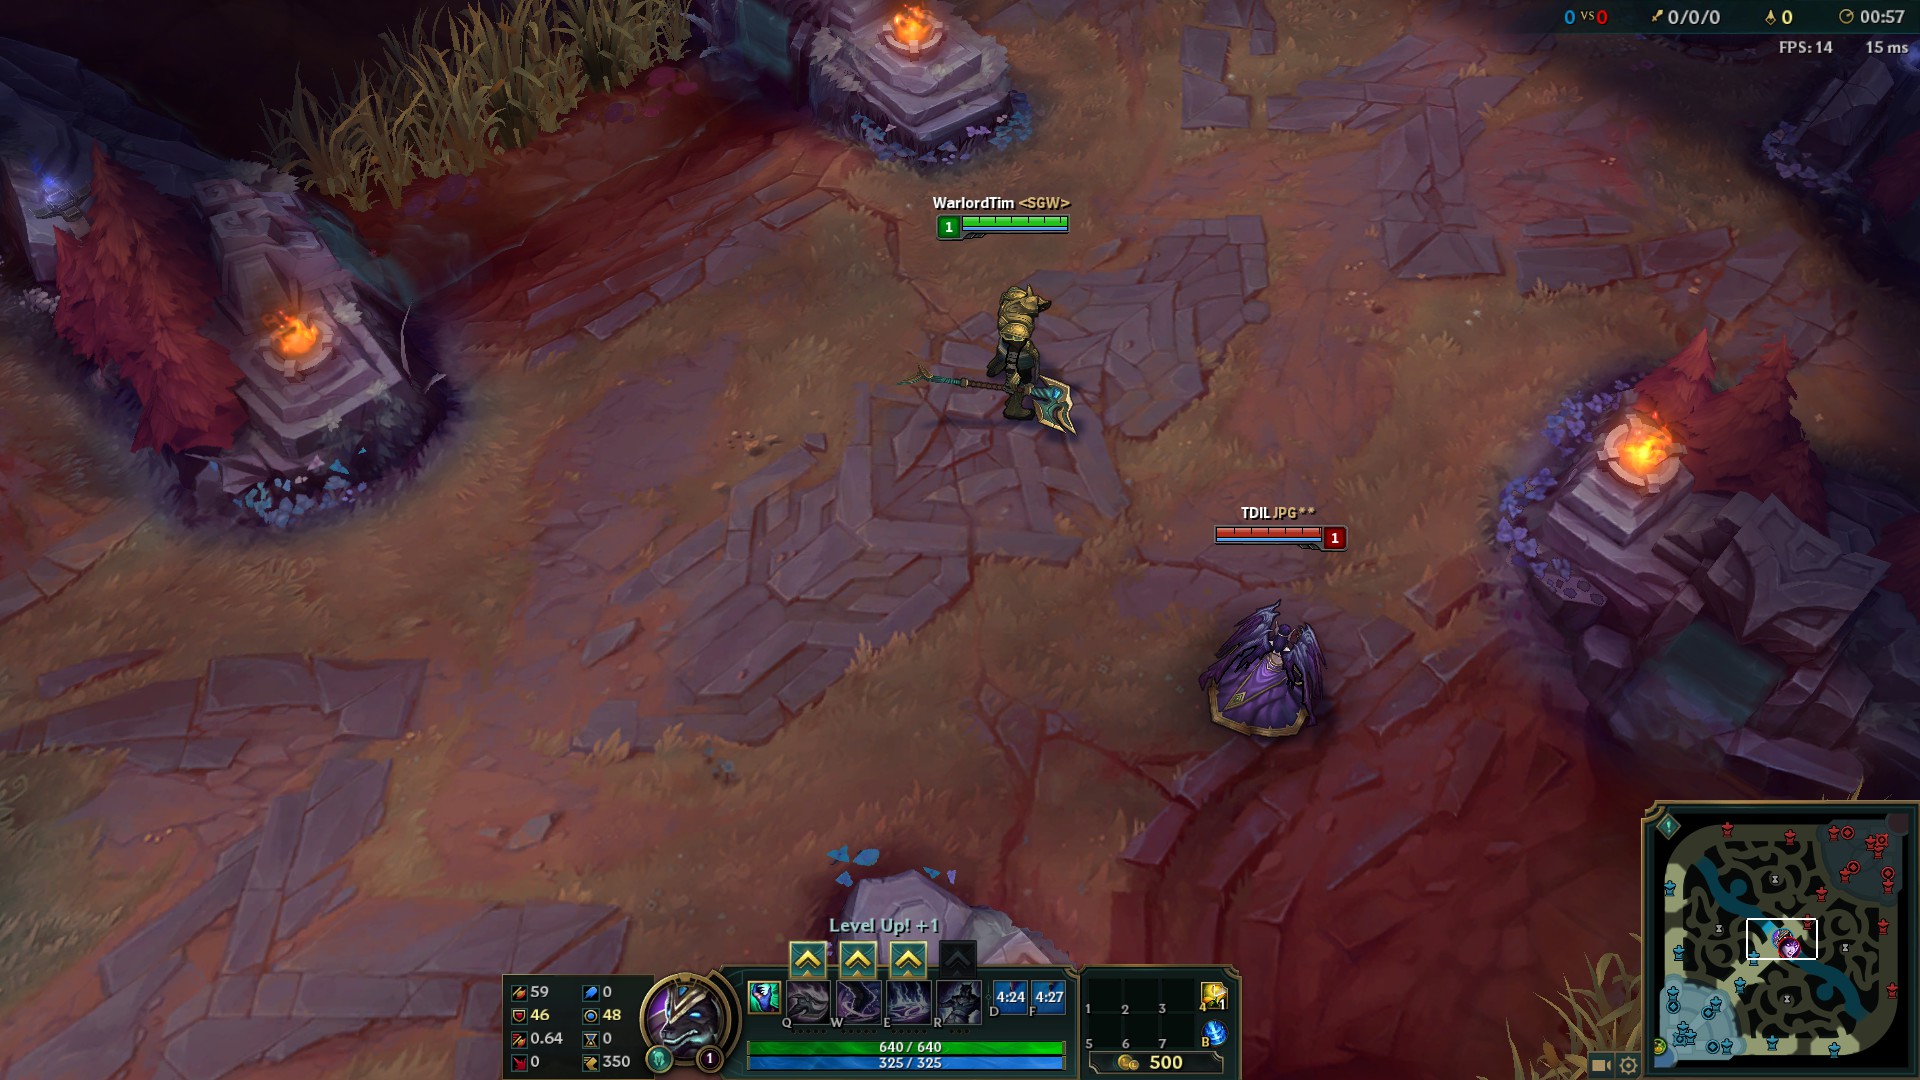 0 VS 0 0/0/0 0 00:57
FPS: 14 15 ms
WarlordTim <SGW>
1
TDIL JPG**
1
Level Up! +1
59 0
46 48
0.64 0
0 350
1
Q W E R
4:24 4:27
D F
640 / 640
325 / 325
1 2 3
4 1
5 6 7
B
500